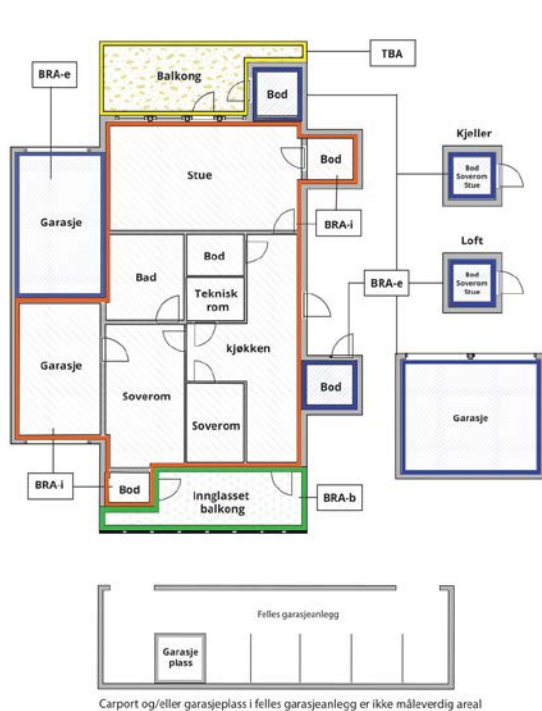 TBA
BRA-e
Balkong
Bod
Kjeller
Bod
Soverom
Stue
Stue
Bod
Garasje
BRA-i
Loft
Bod
Bad
Teknisk
rom
BRA-e
Bod
Soverom
Stue
kjøkken
Garasje
Soverom
Soverom
Bod
Garasje
BRA-i
Bod
Innglasset
balkong
BRA-b
Felles garasjeanlegg
Garasje
plass
Carport og/eller garasjeplass i felles garasjeanlegg er ikke måleverdig areal